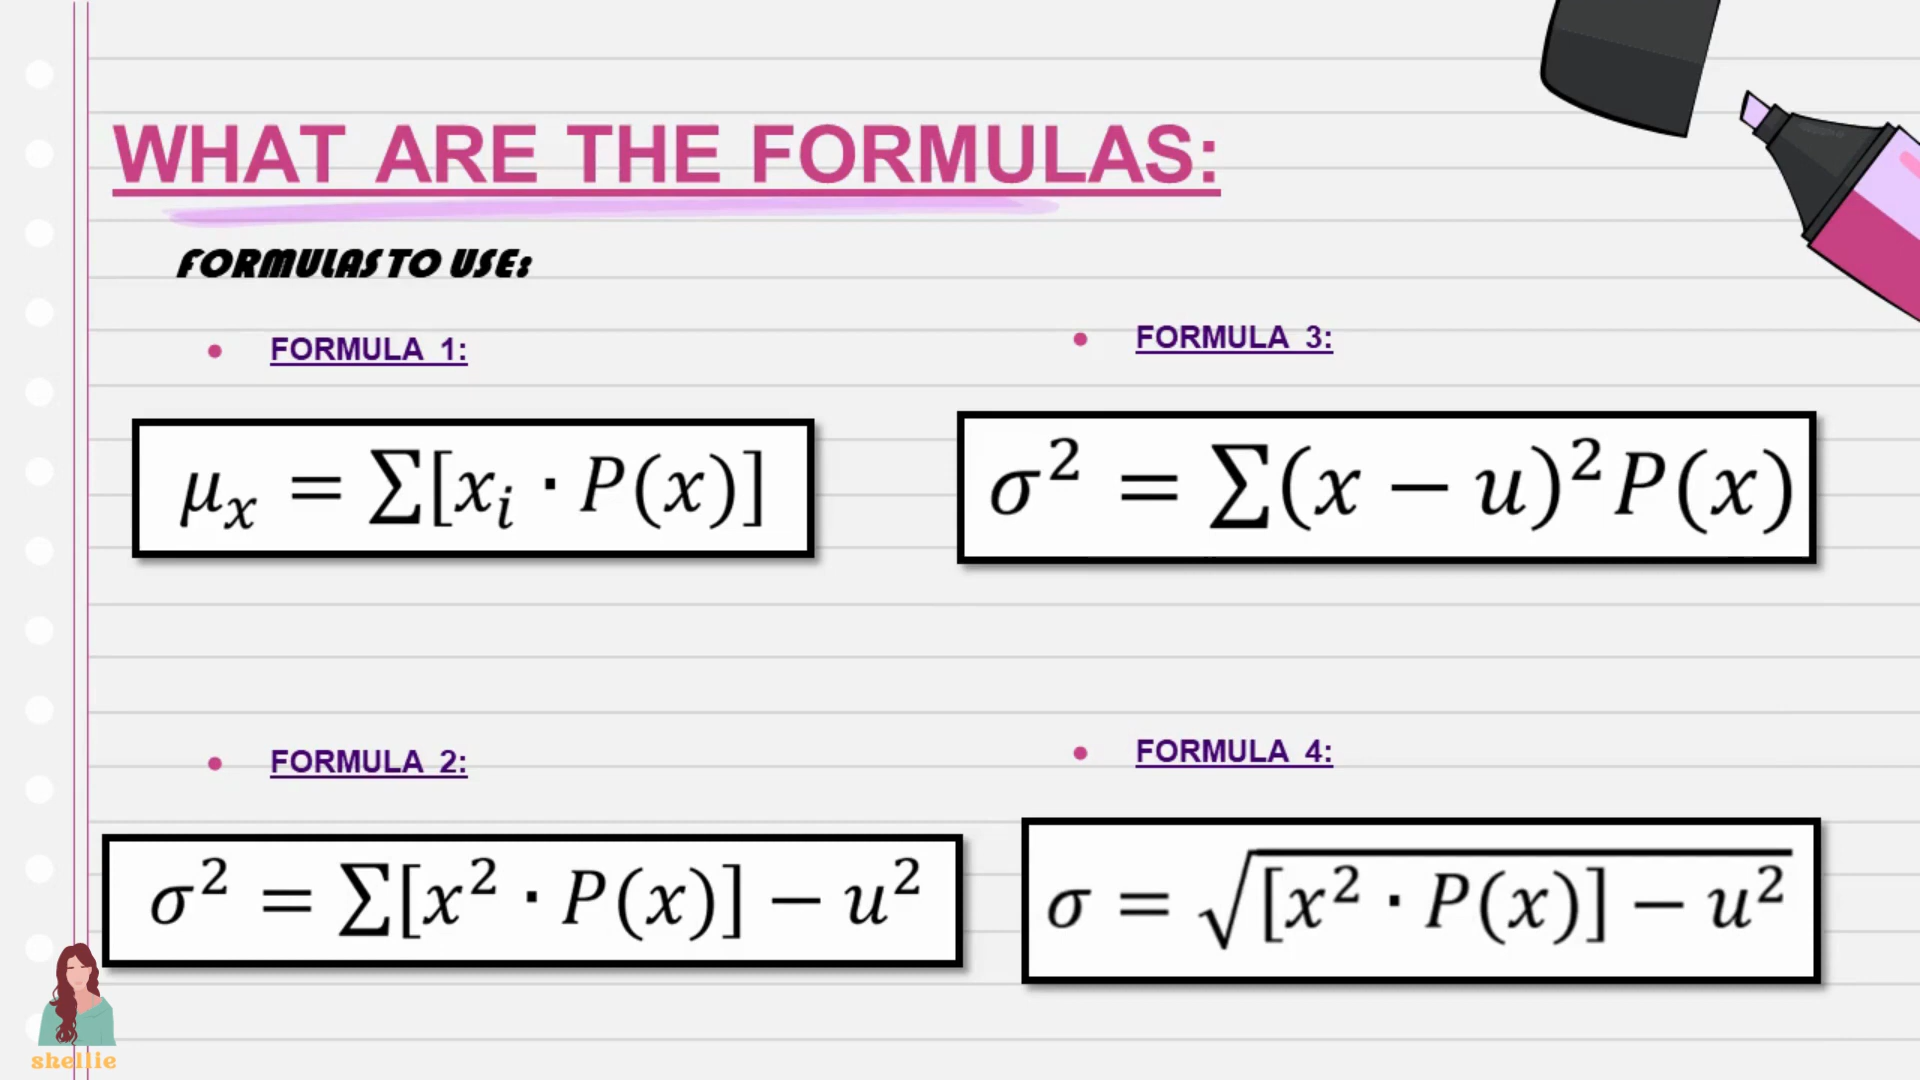 WHAT ARE THE FORMULAS:
FORMULAS TO USE:
FORMULA 1:
μₓ = ∑[xᵢ · P(x)]
FORMULA 2:
σ² = ∑[x² · P(x)] − u²
FORMULA 3:
σ² = ∑(x − u)²P(x)
FORMULA 4:
σ = √[x² · P(x)] − u²
shellie